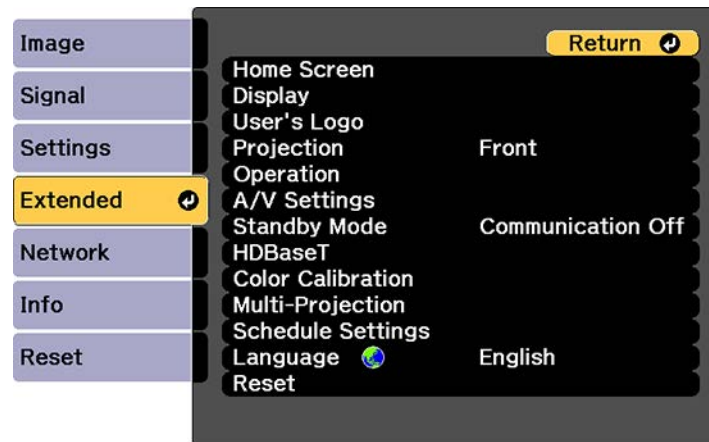 Image
Signal
Settings
Extended
Network
Info
Reset
Return
Home Screen
Display
User's Logo
Projection Front
Operation
A/V Settings
Standby Mode Communication Off
HDBaseT
Color Calibration
Multi-Projection
Schedule Settings
Language English
Reset